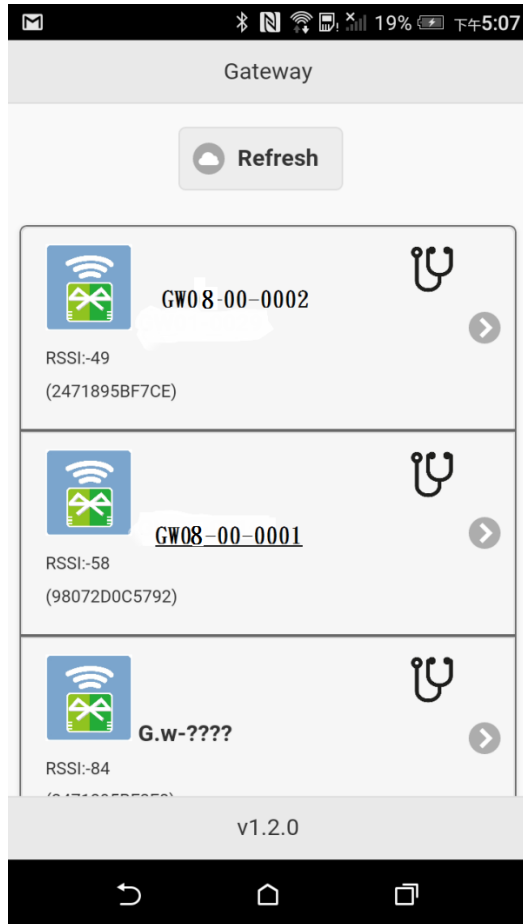 19% 下午5:07
Gateway
Refresh
GW08-00-0002
RSSI:-49
(2471895BF7CE)
GW08-00-0001
RSSI:-58
(98072D0C5792)
G.w-????
RSSI:-84
v1.2.0